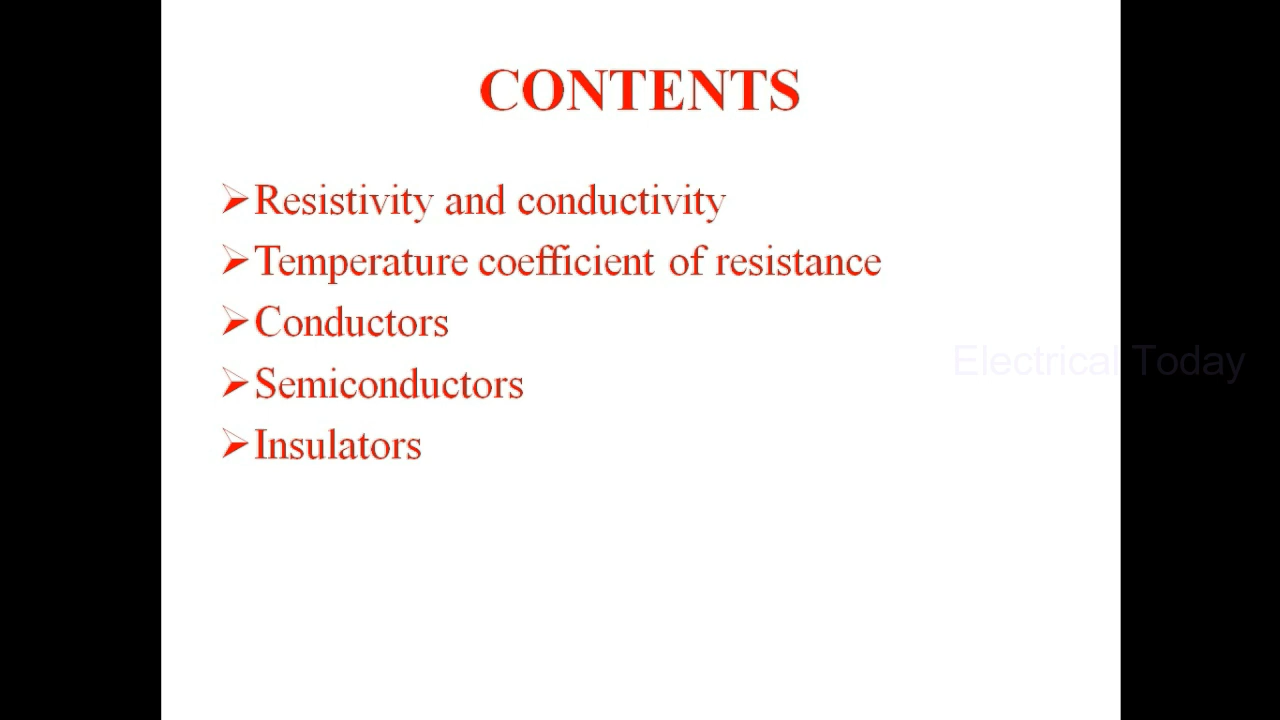 CONTENTS
➢Resistivity and conductivity
➢Temperature coefficient of resistance
➢Conductors
➢Semiconductors
➢Insulators
Electrical Today